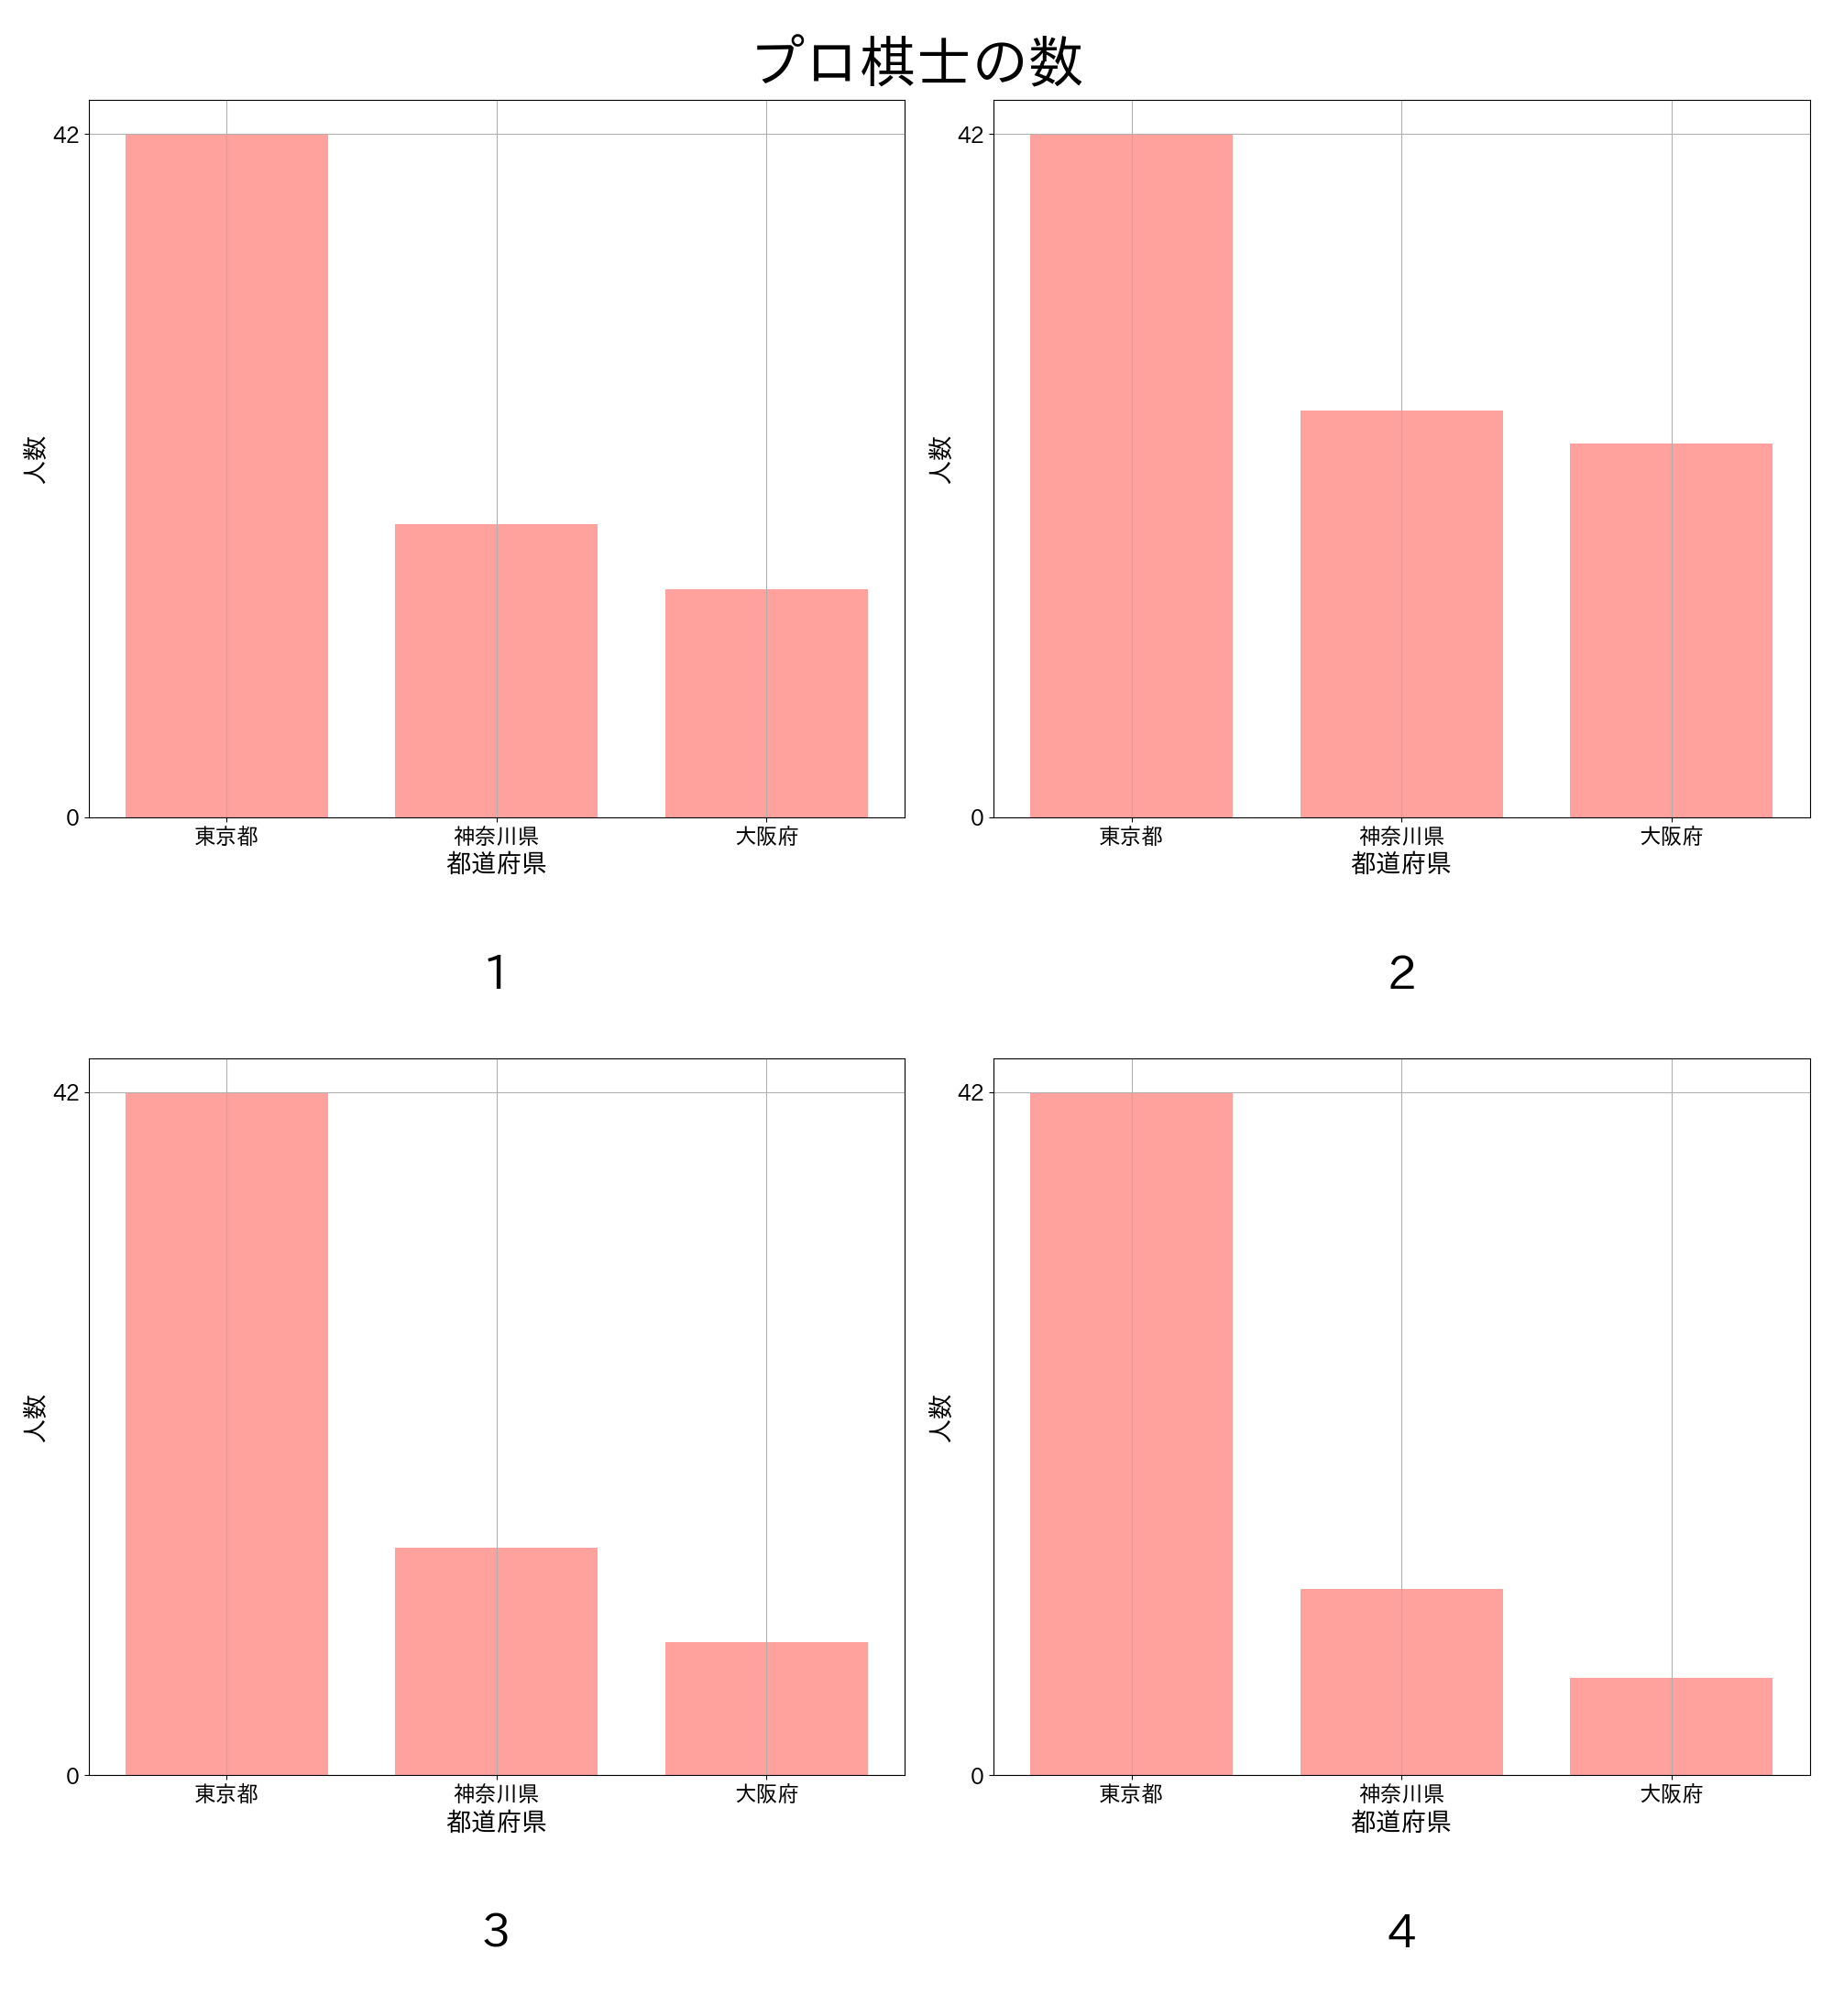 プロ棋士の数
42
0
人数
東京都 神奈川県 大阪府
都道府県
1
42
0
人数
東京都 神奈川県 大阪府
都道府県
2
42
0
人数
東京都 神奈川県 大阪府
都道府県
3
42
0
人数
東京都 神奈川県 大阪府
都道府県
4